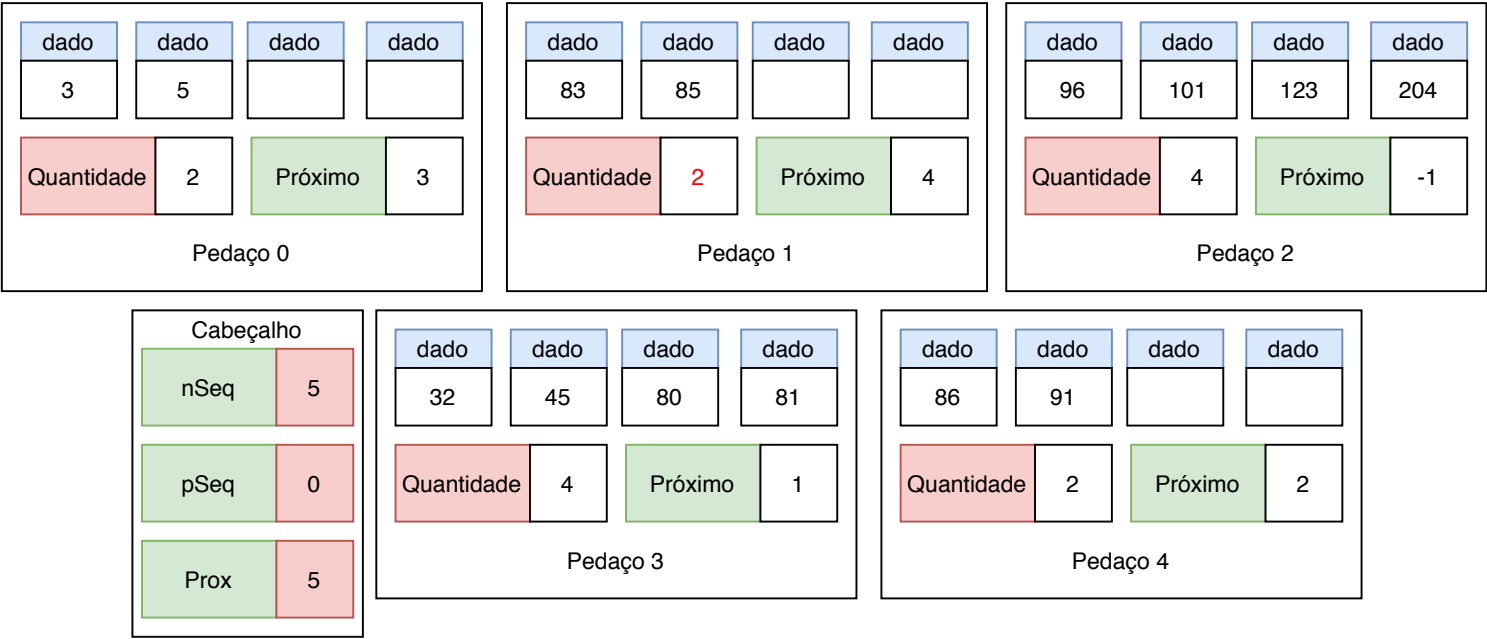 dado dado dado dado
3 5
Quantidade 2 Próximo 3
Pedaço 0
dado dado dado dado
83 85
Quantidade 2 Próximo 4
Pedaço 1
dado dado dado dado
96 101 123 204
Quantidade 4 Próximo -1
Pedaço 2
Cabeçalho
nSeq 5
pSeq 0
Prox 5
dado dado dado dado
32 45 80 81
Quantidade 4 Próximo 1
Pedaço 3
dado dado dado dado
86 91
Quantidade 2 Próximo 2
Pedaço 4